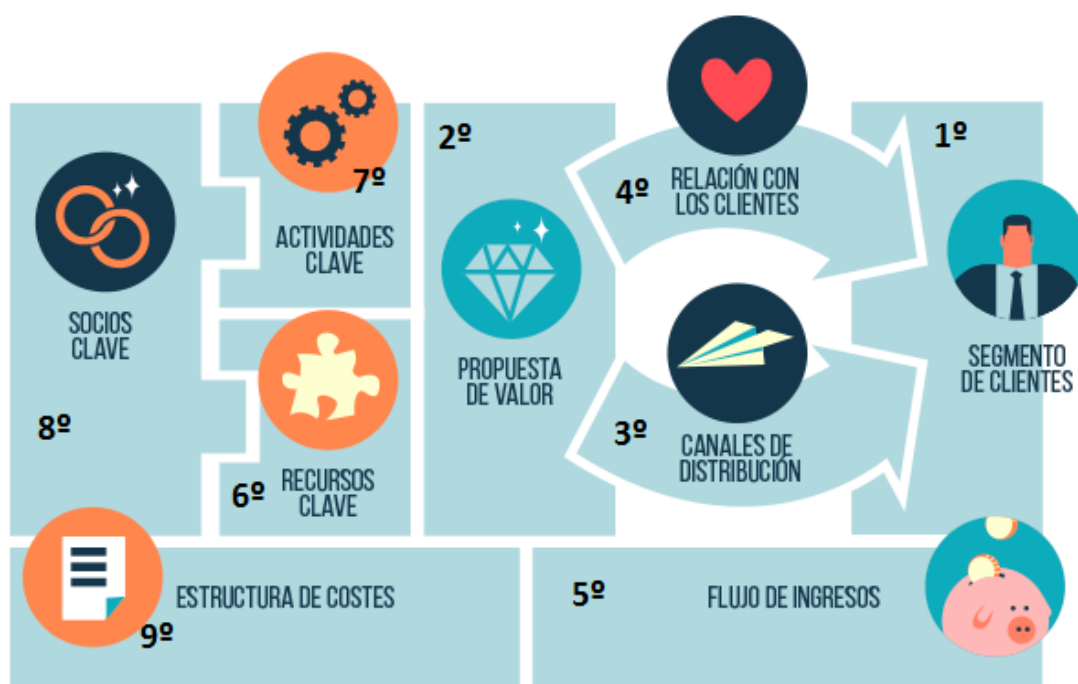 SOCIOS
CLAVE
8º
7º
ACTIVIDADES
CLAVE
6º
RECURSOS
CLAVE
2º
PROPUESTA
DE VALOR
4º
RELACIÓN CON
LOS CLIENTES
3º
CANALES DE
DISTRIBUCIÓN
1º
SEGMENTO
DE CLIENTES
ESTRUCTURA DE COSTES
9º
5º
FLUJO DE INGRESOS